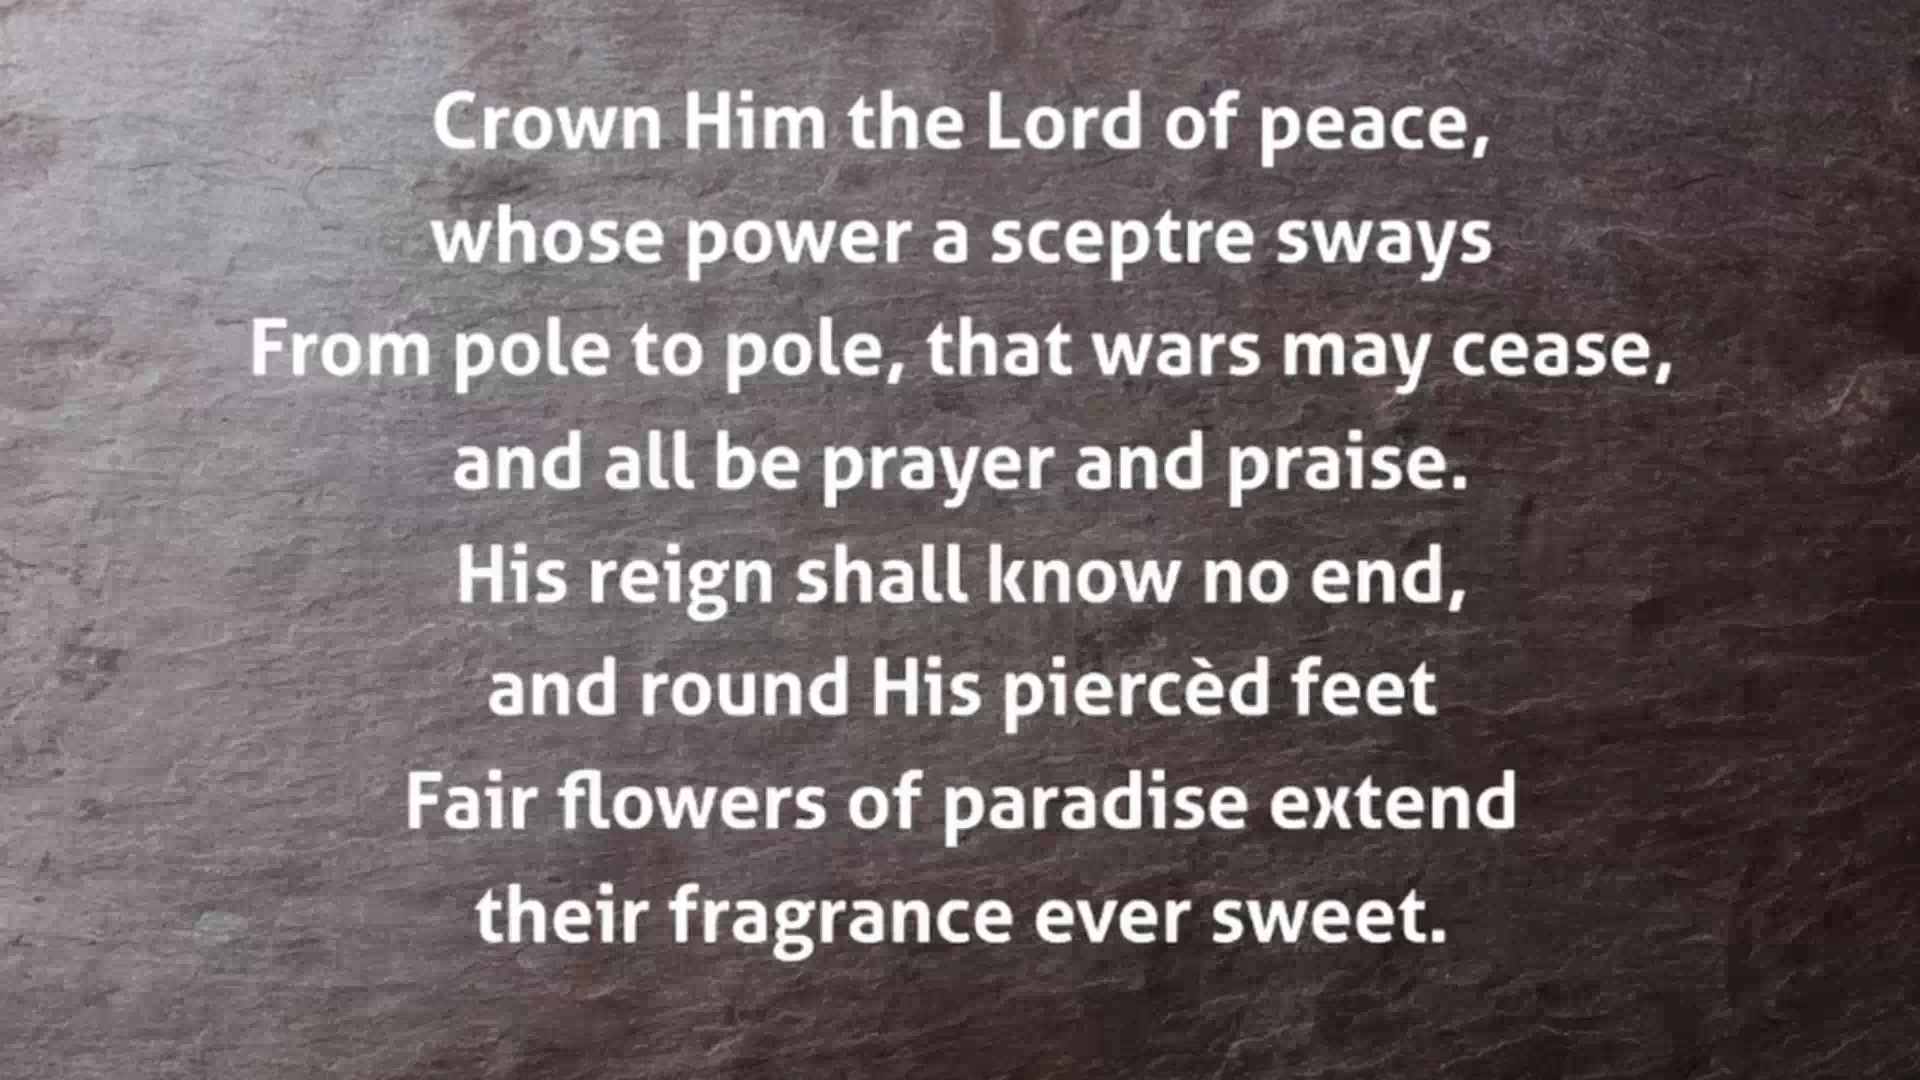 Crown Him the Lord of peace,
whose power a sceptre sways
From pole to pole, that wars may cease,
and all be prayer and praise.
His reign shall know no end,
and round His piercèd feet
Fair flowers of paradise extend
their fragrance ever sweet.